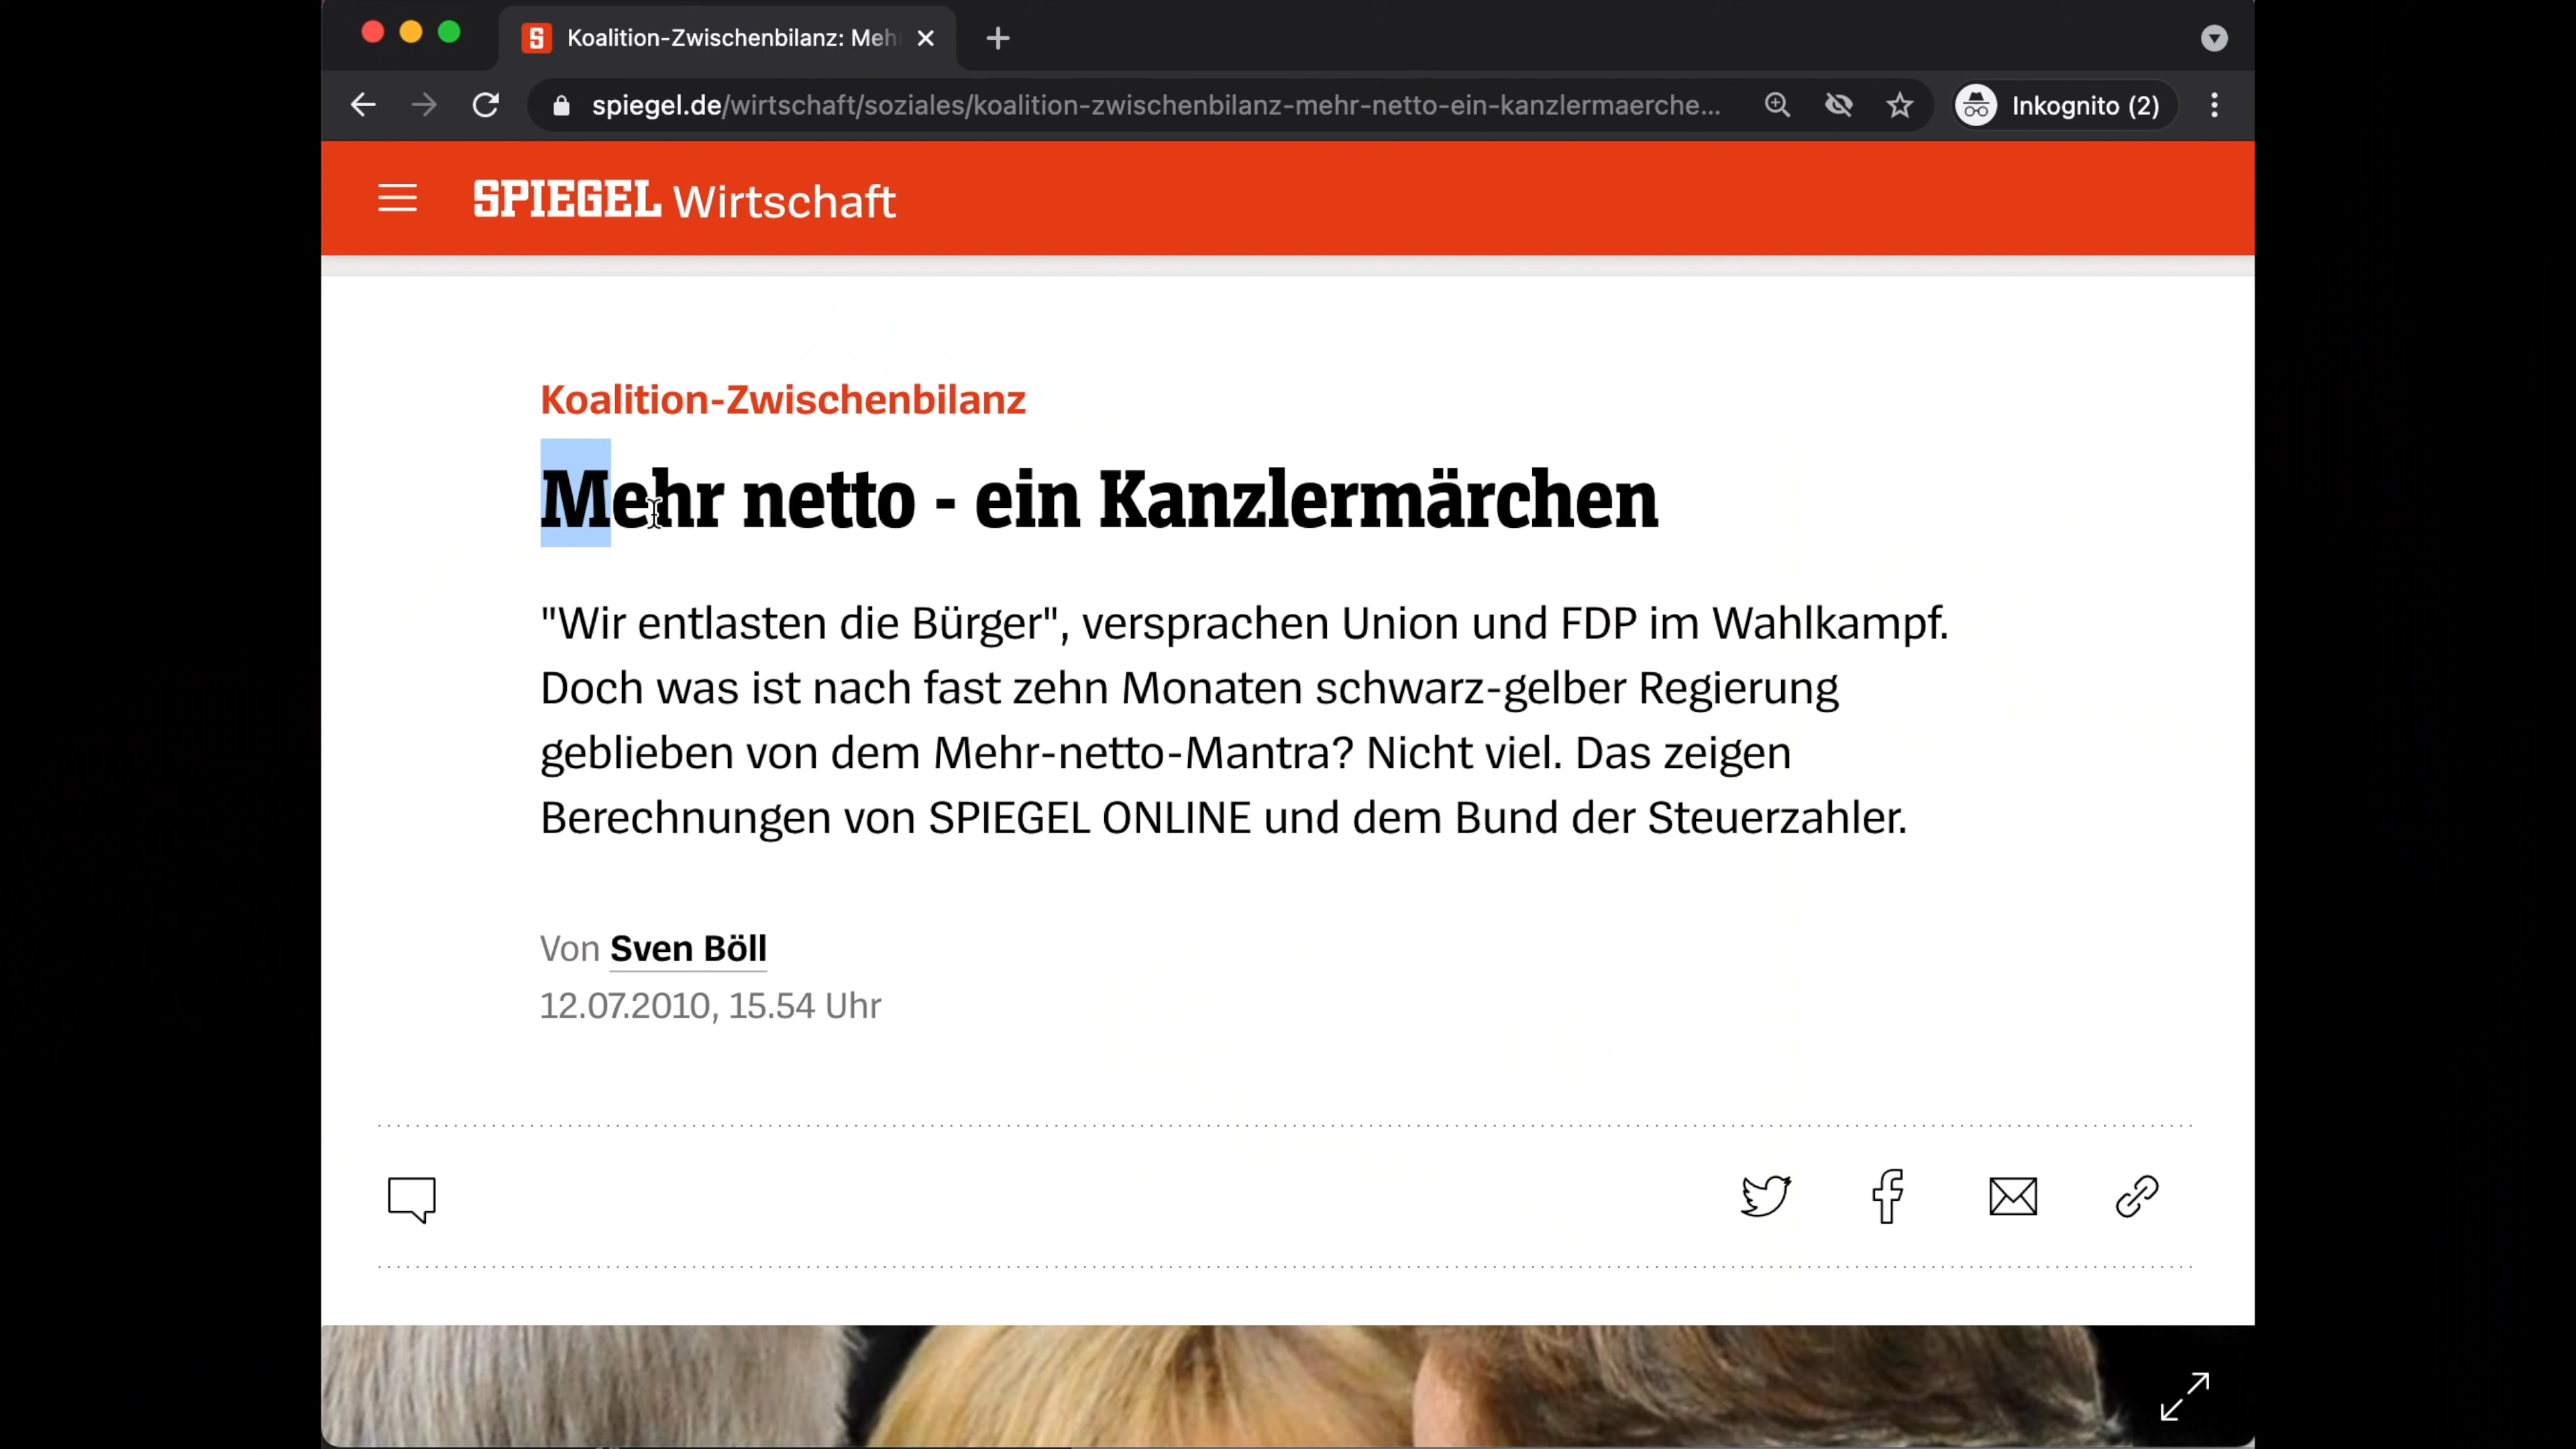 Koalition-Zwischenbilanz: Meh
spiegel.de/wirtschaft/soziales/koalition-zwischenbilanz-mehr-netto-ein-kanzlermaerche...
Inkognito (2)
SPIEGEL Wirtschaft
Koalition-Zwischenbilanz
Mehr netto - ein Kanzlermärchen
"Wir entlasten die Bürger", versprachen Union und FDP im Wahlkampf.
Doch was ist nach fast zehn Monaten schwarz-gelber Regierung
geblieben von dem Mehr-netto-Mantra? Nicht viel. Das zeigen
Berechnungen von SPIEGEL ONLINE und dem Bund der Steuerzahler.
Von Sven Böll
12.07.2010, 15.54 Uhr